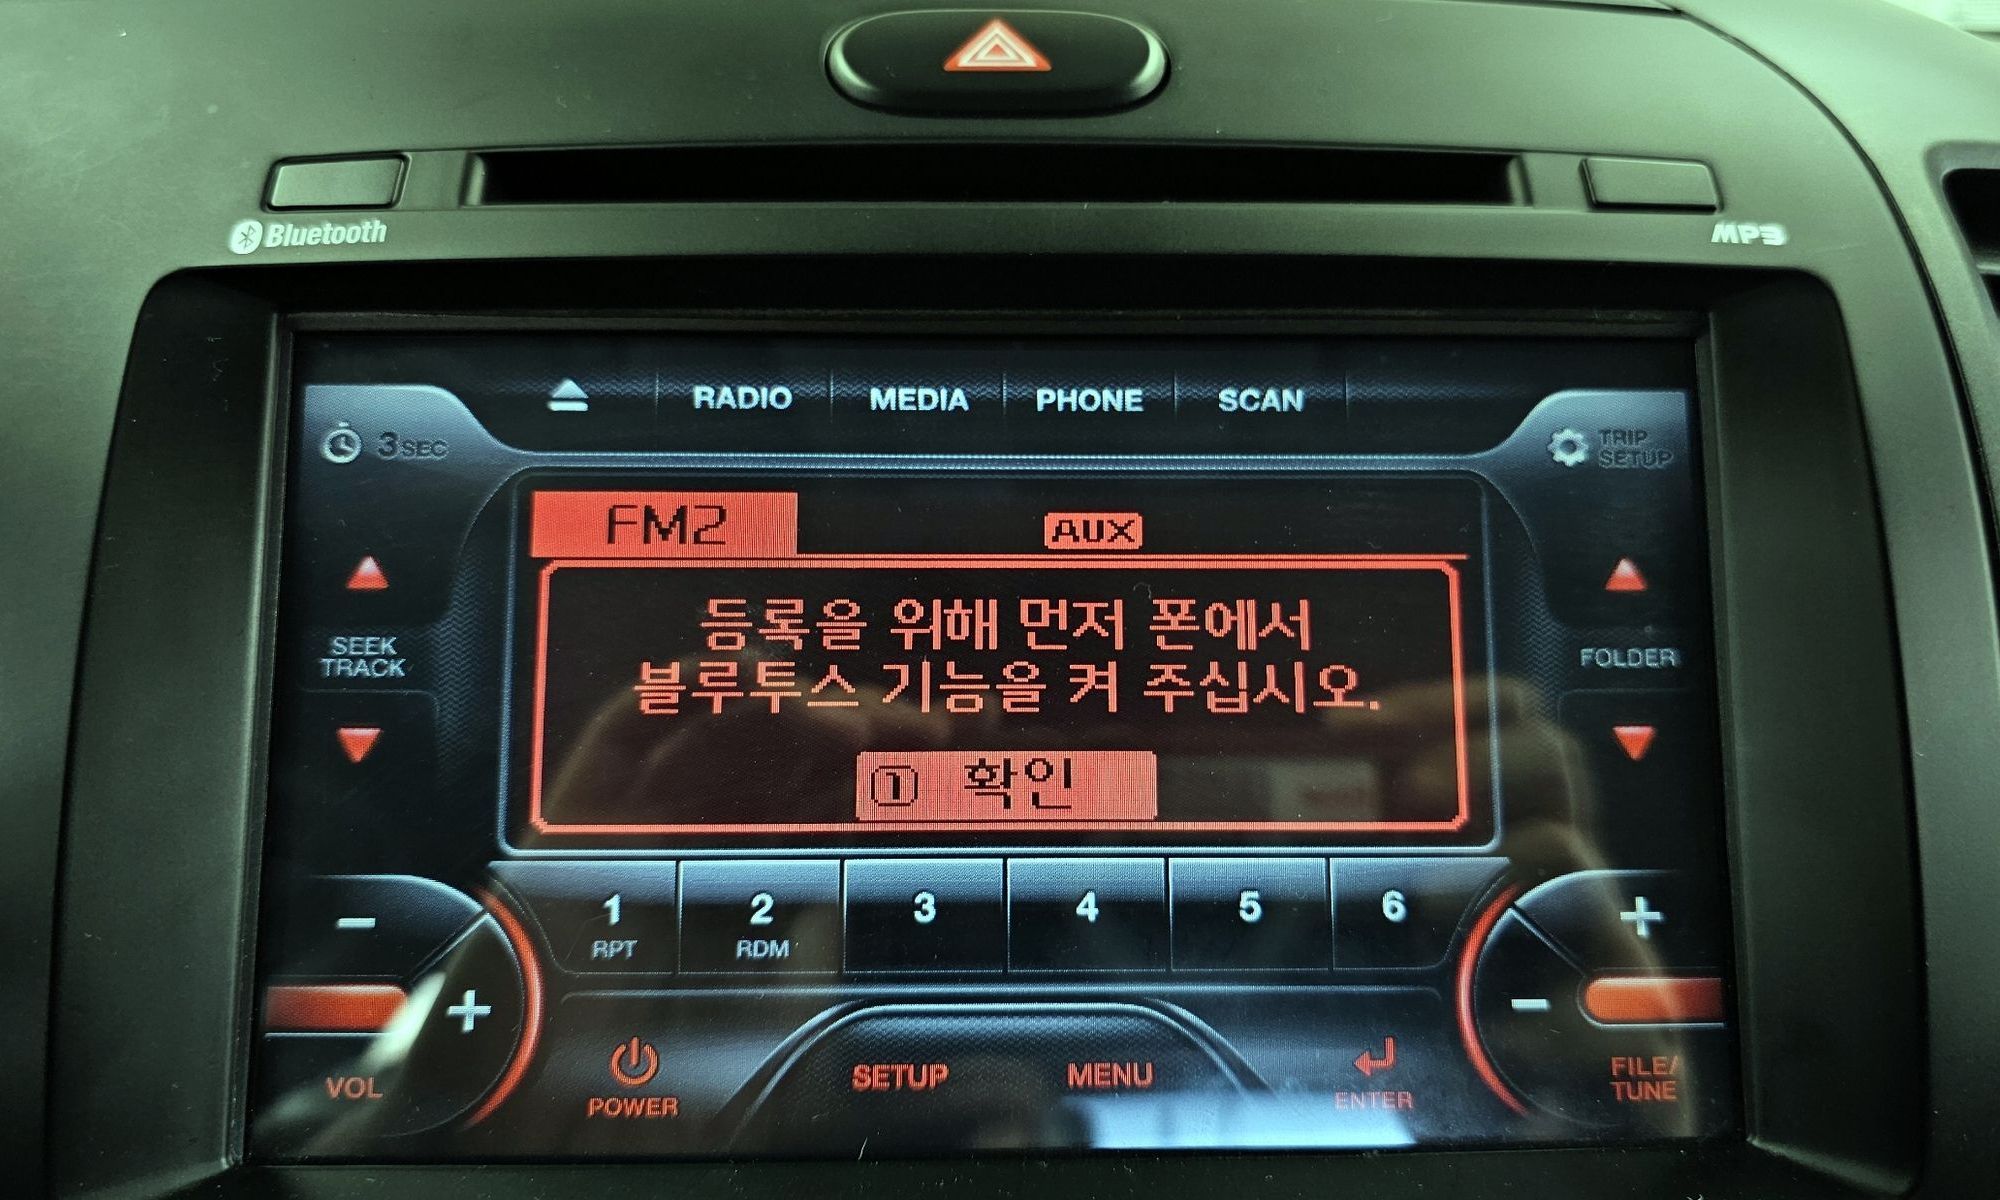 Bluetooth
MP3
RADIO MEDIA PHONE SCAN
3 SEC
TRIP
SETUP
FM2 AUX
등록을 위해 먼저 폰에서
블루투스 기능을 켜 주십시오.
1 확인
SEEK
TRACK
FOLDER
1 2 3 4 5 6
RPT RDM
- +
+ -
VOL
POWER
SETUP MENU
ENTER
FILE/
TUNE